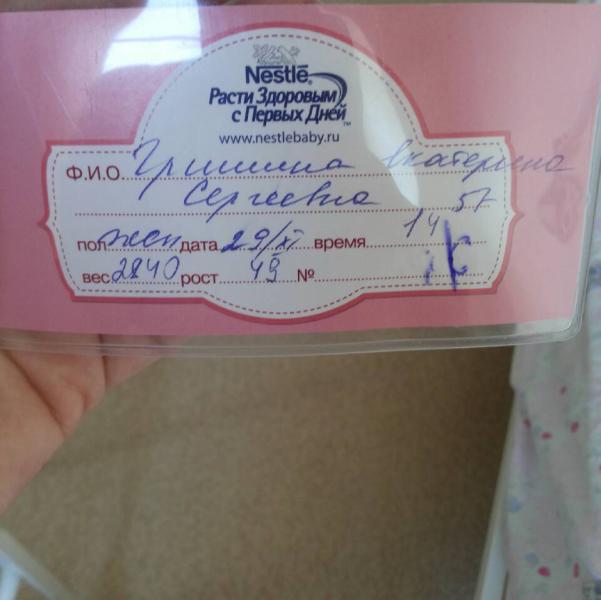 Nestlé
Расти Здоровым
с Первых Дней™
www.nestlebaby.ru
Ф.И.О. Гришина Екатерина
Сергеевна
пол жен дата 29/XI время 14 57
вес 2840 рост 49 №